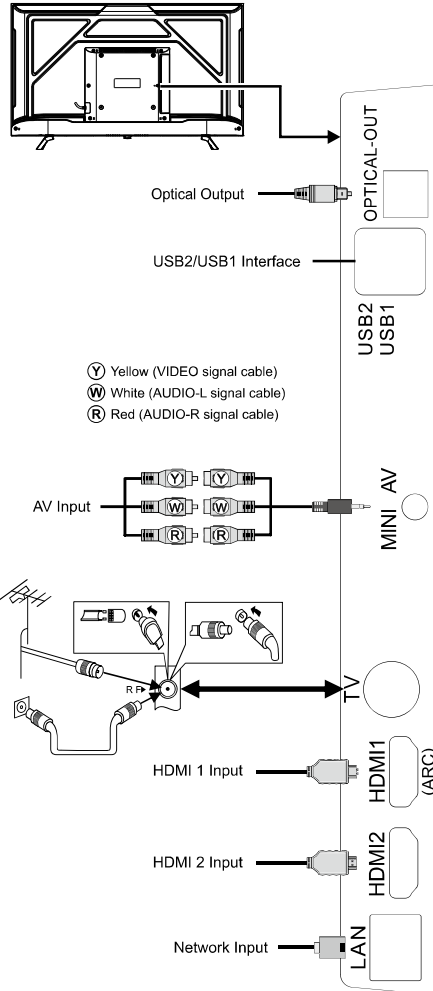 OPTICAL-OUT
Optical Output
USB2/USB1 Interface
USB2
USB1
Y Yellow (VIDEO signal cable)
W White (AUDIO-L signal cable)
R Red (AUDIO-R signal cable)
Y Y
AV Input W W
R R
MINI AV
R F
TV
HDMI 1 Input
HDMI1
(ARC)
HDMI 2 Input
HDMI2
Network Input
LAN